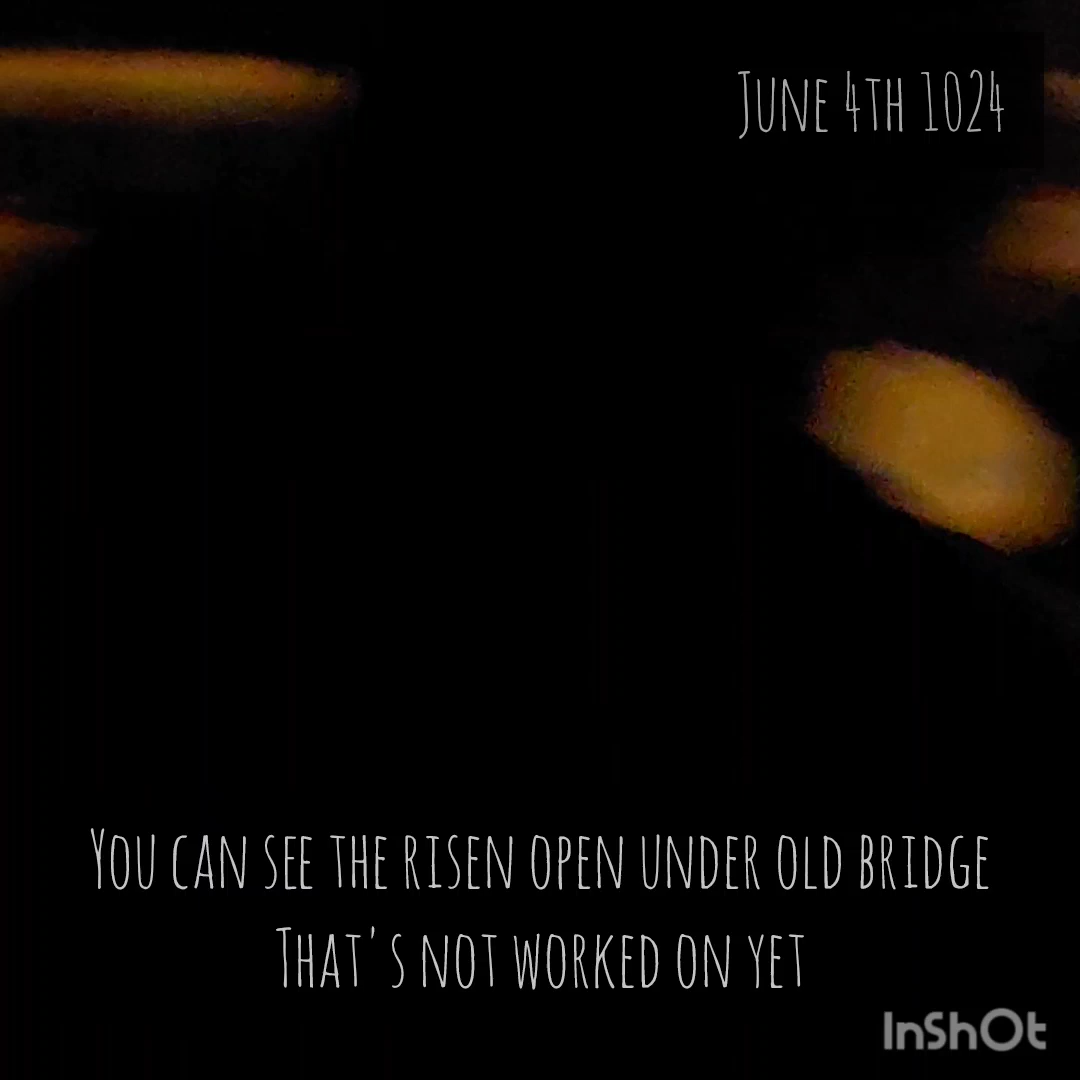 June 4th 1024
You can see the risen open under old bridge
That's not worked on yet
InShOt